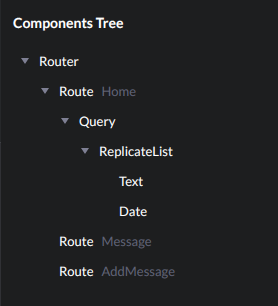 Components Tree
Router
Route Home
Query
ReplicateList
Text
Date
Route Message
Route AddMessage